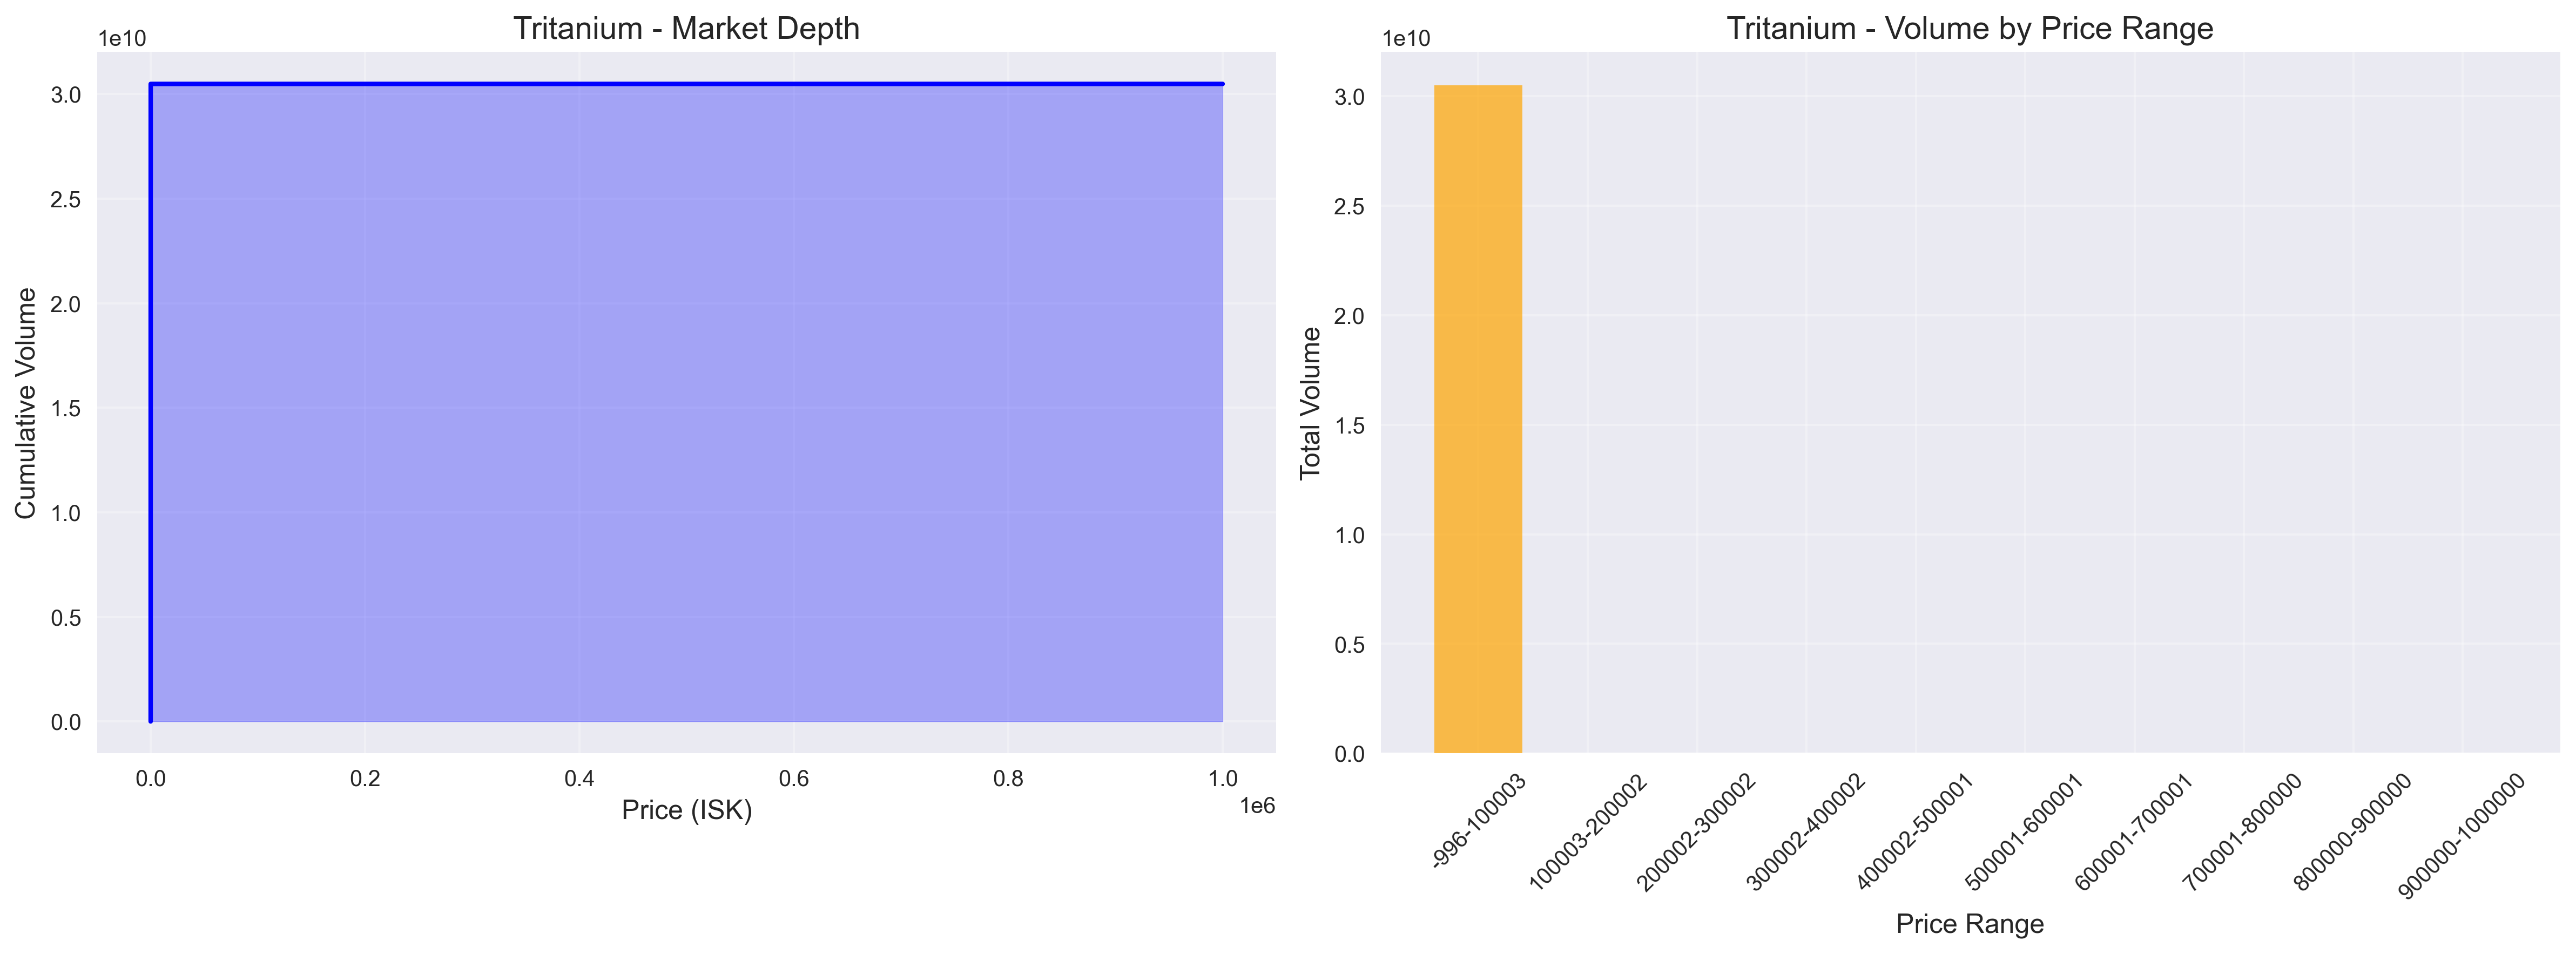 Tritanium - Market Depth
1e10
3.0
2.5
2.0
1.5
1.0
0.5
0.0
Cumulative Volume
0.0 0.2 0.4 0.6 0.8 1.0
1e6
Price (ISK)
Tritanium - Volume by Price Range
1e10
3.0
2.5
2.0
1.5
1.0
0.5
0.0
Total Volume
-996-100003
100003-200002
200002-300002
300002-400002
400002-500001
500001-600001
600001-700001
700001-800000
800000-900000
900000-1000000
Price Range